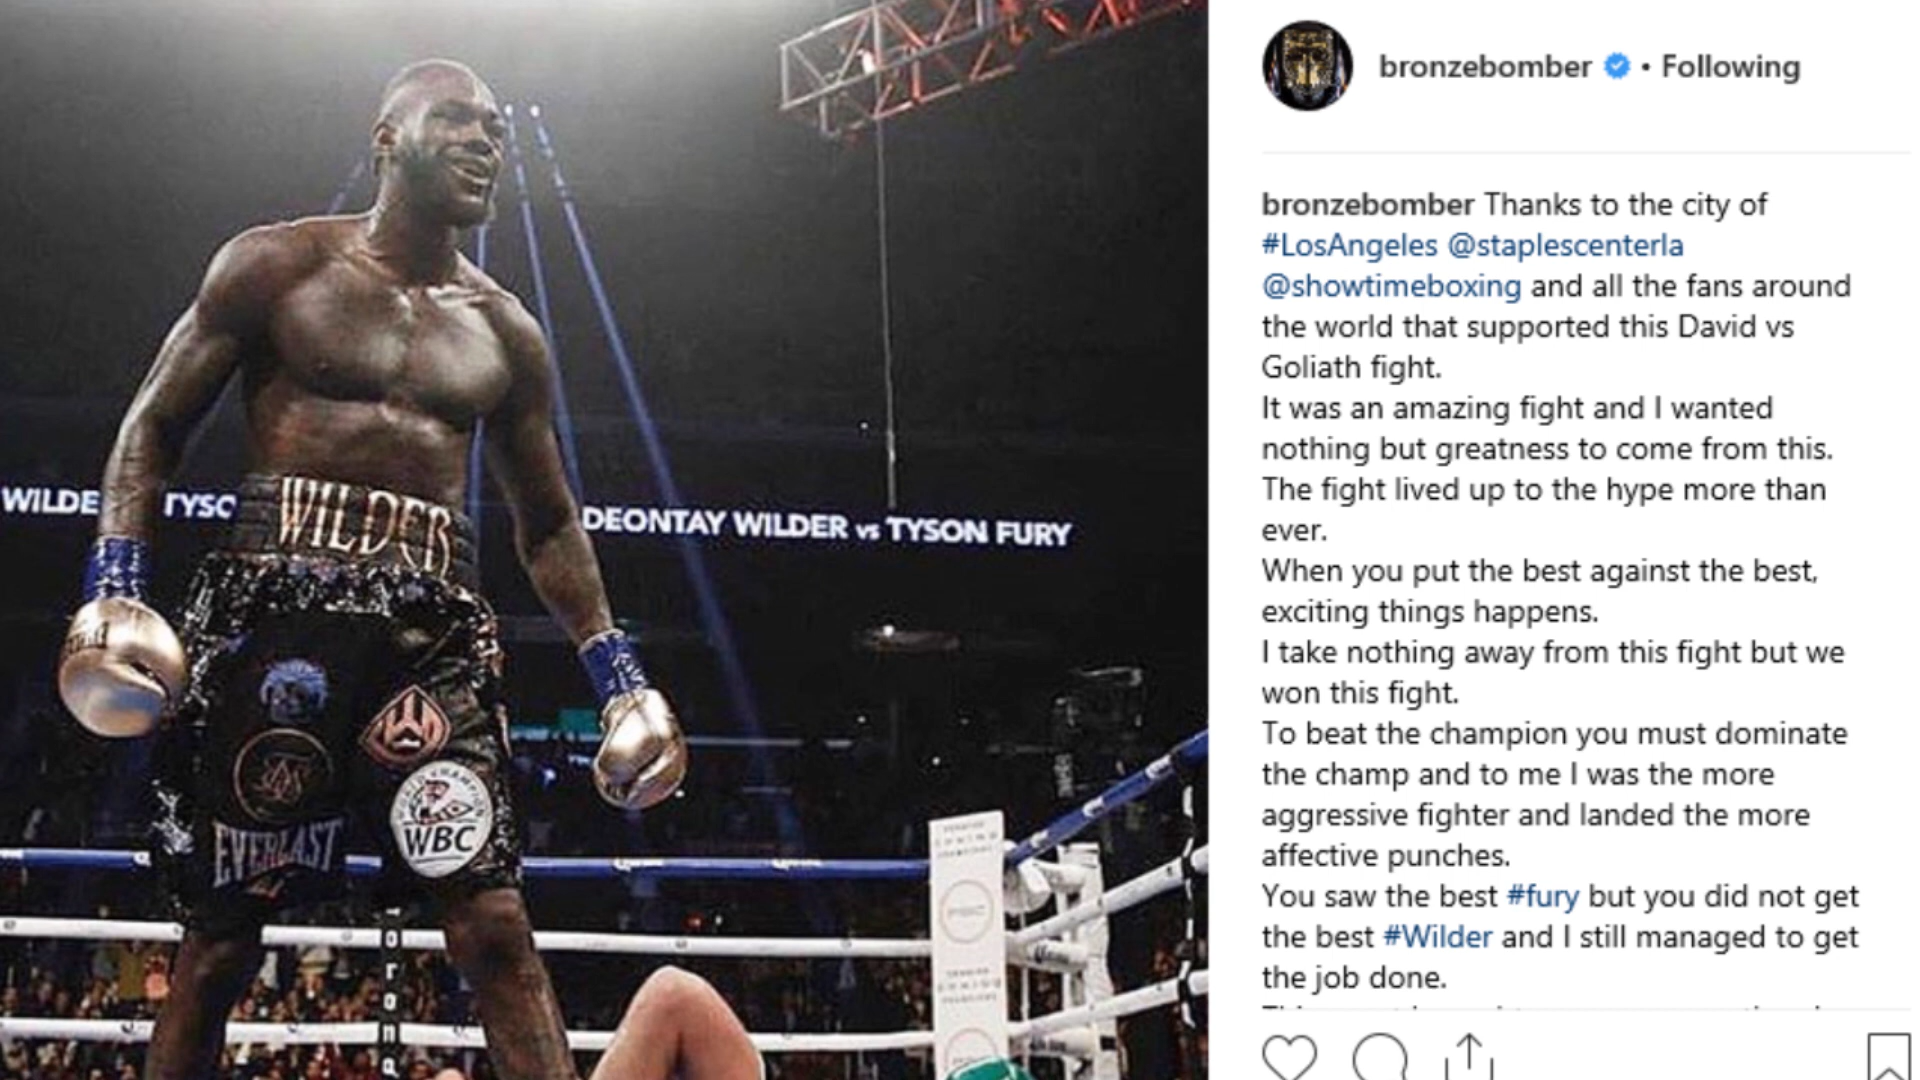 bronzebomber • Following
bronzebomber Thanks to the city of
#LosAngeles @staplescenterla
@showtimeboxing and all the fans around
the world that supported this David vs
Goliath fight.
It was an amazing fight and I wanted
nothing but greatness to come from this.
The fight lived up to the hype more than
ever.
When you put the best against the best,
exciting things happens.
I take nothing away from this fight but we
won this fight.
To beat the champion you must dominate
the champ and to me I was the more
aggressive fighter and landed the more
affective punches.
You saw the best #fury but you did not get
the best #Wilder and I still managed to get
the job done.
WILDE TYSO
WILDER
DEONTAY WILDER vs TYSON FURY
EVERLAST
WBC